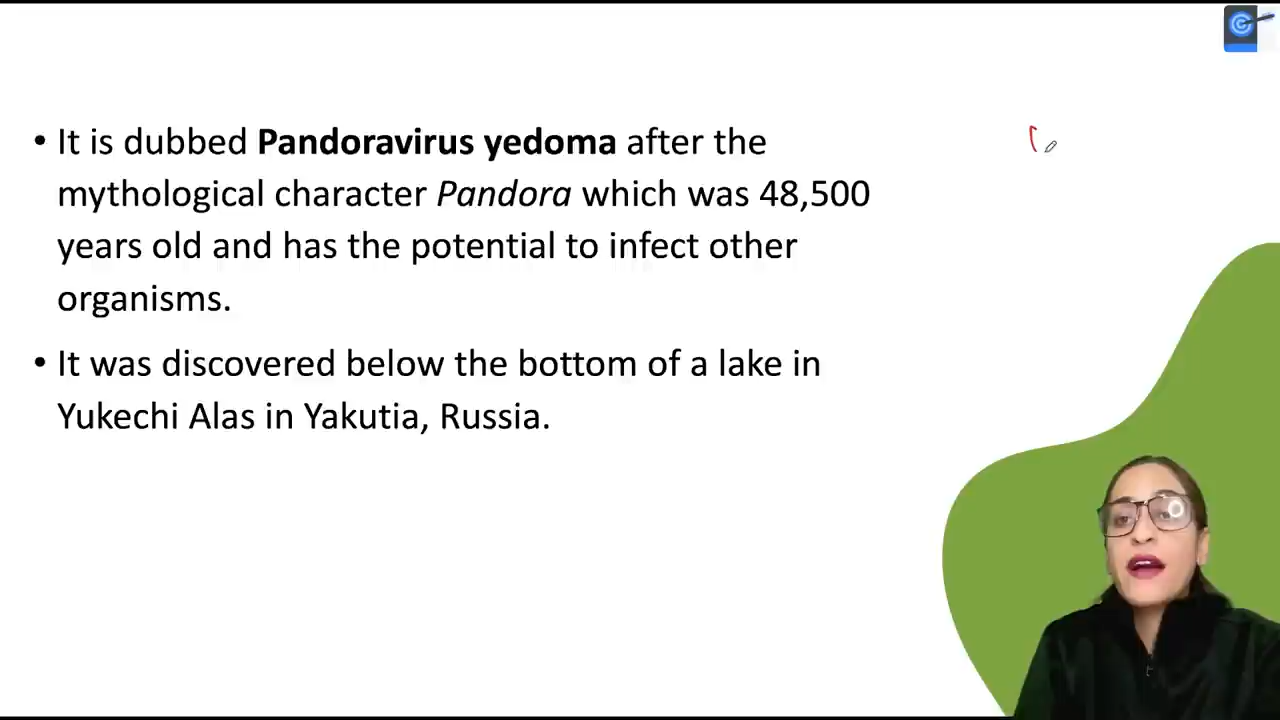 • It is dubbed Pandoravirus yedoma after the
mythological character Pandora which was 48,500
years old and has the potential to infect other
organisms.
• It was discovered below the bottom of a lake in
Yukechi Alas in Yakutia, Russia.